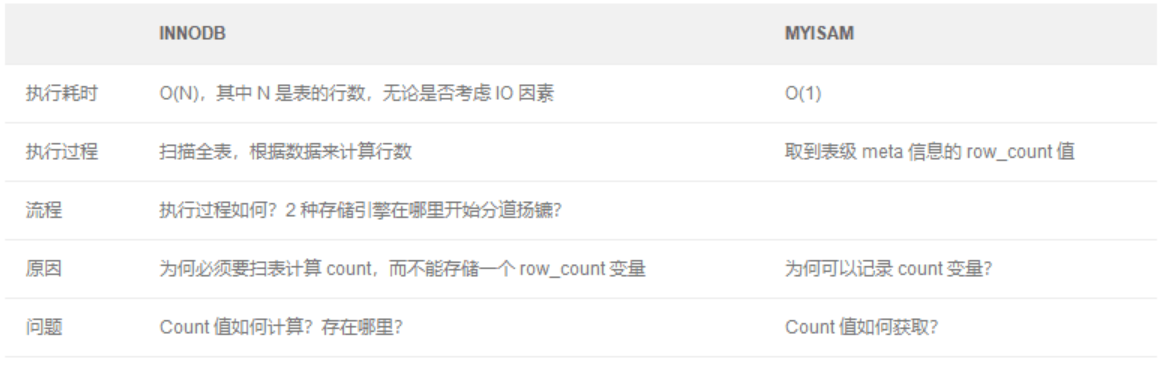 INNODB MYISAM
执行耗时 O(N)，其中 N 是表的行数，无论是否考虑 IO 因素 O(1)
执行过程 扫描全表，根据数据来计算行数 取到表级 meta 信息的 row_count 值
流程 执行过程如何？2 种存储引擎在哪里开始分道扬镳？
原因 为何必须要扫表计算 count，而不能存储一个 row_count 变量 为何可以记录 count 变量？
问题 Count 值如何计算？存在哪里？ Count 值如何获取？